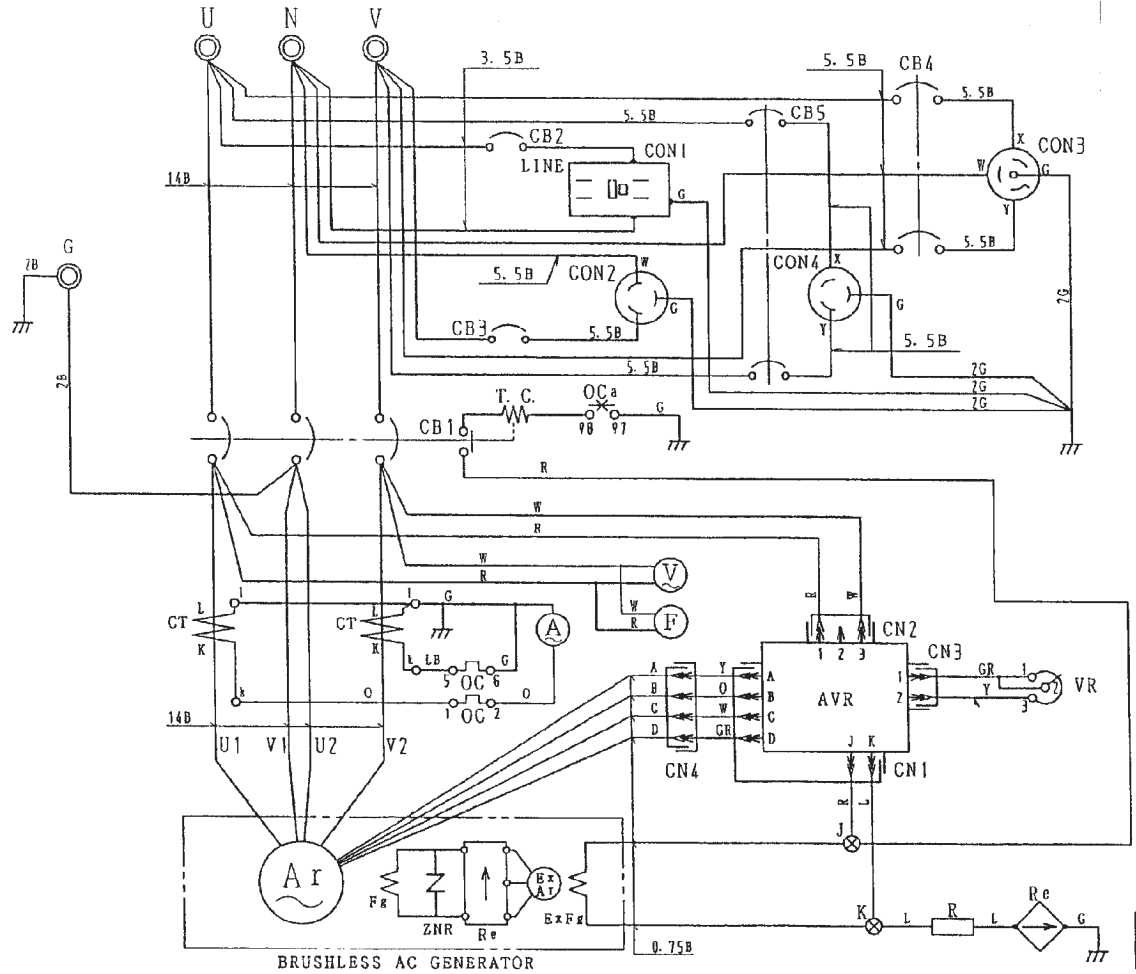 U N V
3. 5B
5. 5B
CB4
5. 5B
CB5
5. 5B
CB2
LINE
CON1
G
X
CON3
W
G
Y
14B
G
2B
5. 5B
5. 5B
CON2
W
G
CON4
X
G
Y
2G
CB3
5. 5B
5. 5B
5. 5B
2G
2G
2G
2B
T. C.
OCa
98 97
G
CB1
R
W
R
W
R
V
W
R
F
R
W
L
l
CT
K
k
L
l
CT
K
k
G
A
LB
5 6
OC
G
O
1 2
OC
O
CN2
1 2 3
CN3
1
2
GR
Y
1
2
3
VR
AVR
A
B
C
D
Y
O
W
GR
A
B
C
D
J K
CN4
CN1
R
L
14B
U1 V1 U2 V2
J
Ar
Fg
ZNR
Re
Ex
Ar
ExFg
K
L
R
L
Re
G
0. 75B
BRUSHLESS AC GENERATOR